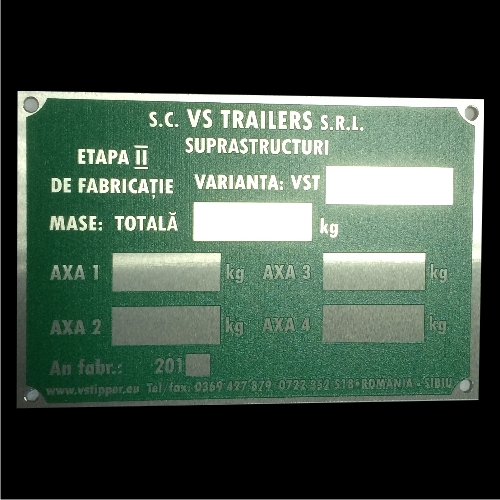 S.C. VS TRAILERS S.R.L.
SUPRASTRUCTURI
ETAPA II
DE FABRICAȚIE VARIANTA: VST
MASE: TOTALĂ kg
AXA 1 kg AXA 3 kg
AXA 2 kg AXA 4 kg
An fabr.: 201
www.vstipper.eu Tel/fax: 0369 427 879 0722 352 518 • ROMANIA - SIBIU